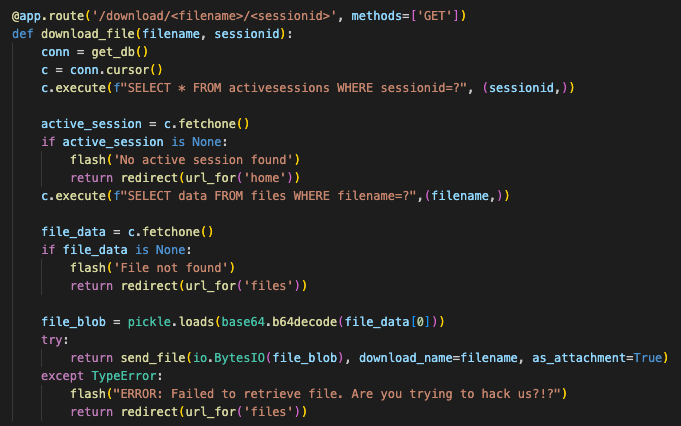 @app.route('/download/<filename>/<sessionid>', methods=['GET'])
def download_file(filename, sessionid):
    conn = get_db()
    c = conn.cursor()
    c.execute(f"SELECT * FROM activesessions WHERE sessionid=?", (sessionid,))

    active_session = c.fetchone()
    if active_session is None:
        flash('No active session found')
        return redirect(url_for('home'))
    c.execute(f"SELECT data FROM files WHERE filename=?",(filename,))

    file_data = c.fetchone()
    if file_data is None:
        flash('File not found')
        return redirect(url_for('files'))

    file_blob = pickle.loads(base64.b64decode(file_data[0]))
    try:
        return send_file(io.BytesIO(file_blob), download_name=filename, as_attachment=True)
    except TypeError:
        flash("ERROR: Failed to retrieve file. Are you trying to hack us?!?")
        return redirect(url_for('files'))